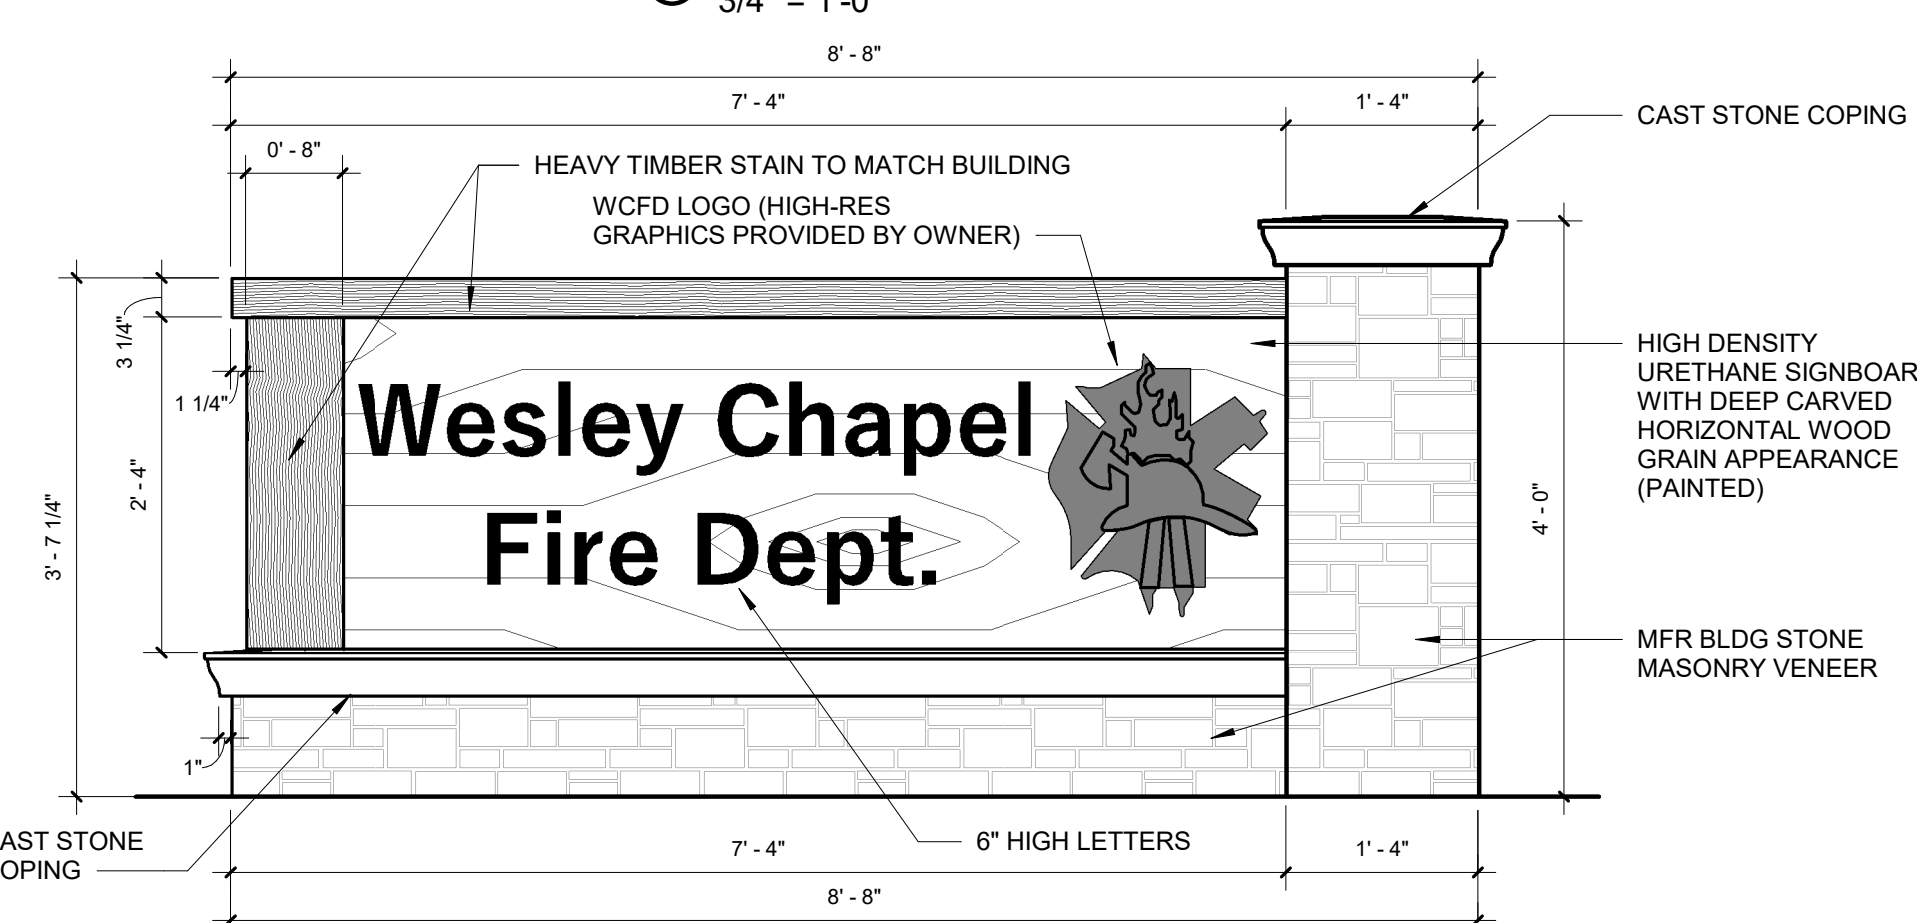 3/4" = 1'-0"
8' - 8"
7' - 4"
1' - 4"
CAST STONE COPING
0' - 8"
HEAVY TIMBER STAIN TO MATCH BUILDING
WCFD LOGO (HIGH-RES
GRAPHICS PROVIDED BY OWNER)
3 1/4"
1 1/4"
2' - 4"
3' - 7 1/4"
Wesley Chapel
Fire Dept.
HIGH DENSITY
URETHANE SIGNBOAR
WITH DEEP CARVED
HORIZONTAL WOOD
GRAIN APPEARANCE
(PAINTED)
4' - 0"
MFR BLDG STONE
MASONRY VENEER
1"
AST STONE
OPING
6" HIGH LETTERS
7' - 4"
1' - 4"
8' - 8"